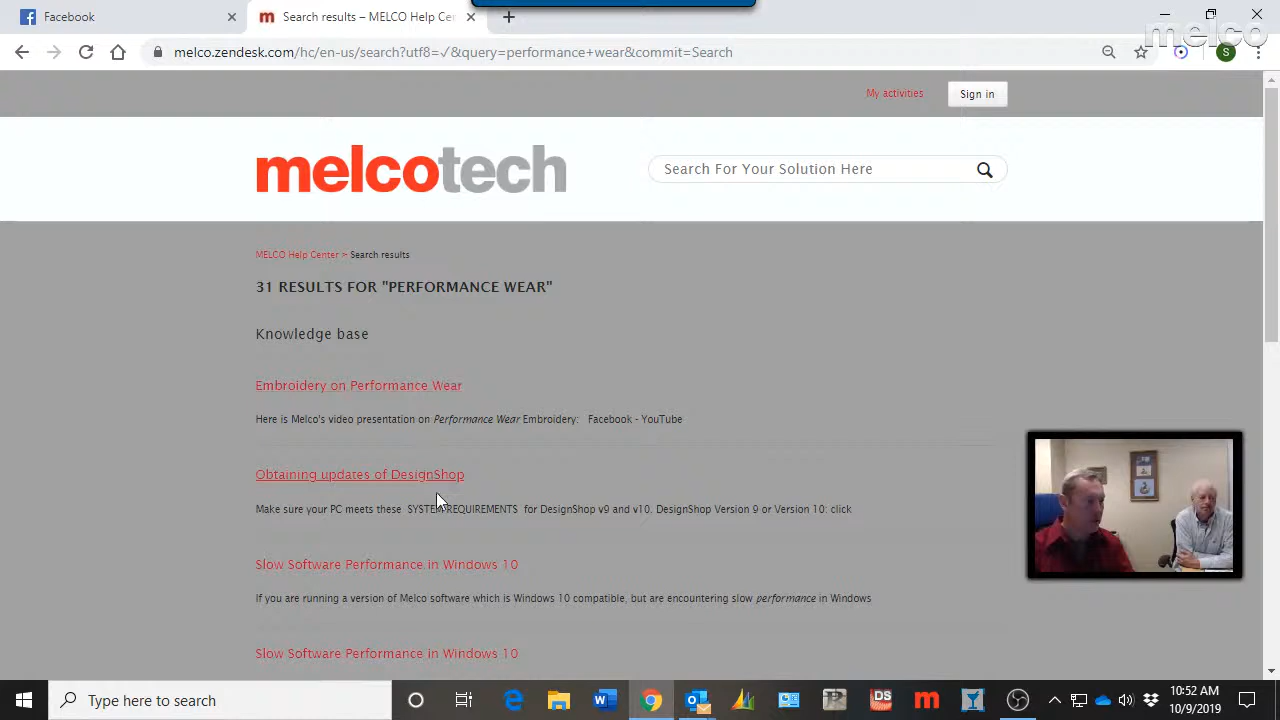 Facebook
Search results – MELCO Help Cen
melco
melco.zendesk.com/hc/en-us/search?utf8=✓&query=performance+wear&commit=Search
S
My activities
Sign in
melcotech
Search For Your Solution Here
MELCO Help Center > Search results
31 RESULTS FOR "PERFORMANCE WEAR"
Knowledge base
Embroidery on Performance Wear
Here is Melco's video presentation on Performance Wear Embroidery: Facebook - YouTube
Obtaining updates of DesignShop
Make sure your PC meets these SYSTEM REQUIREMENTS for DesignShop v9 and v10. DesignShop Version 9 or Version 10: click
Slow Software Performance in Windows 10
If you are running a version of Melco software which is Windows 10 compatible, but are encountering slow performance in Windows
Slow Software Performance in Windows 10
Type here to search
DS
10:52 AM
10/9/2019